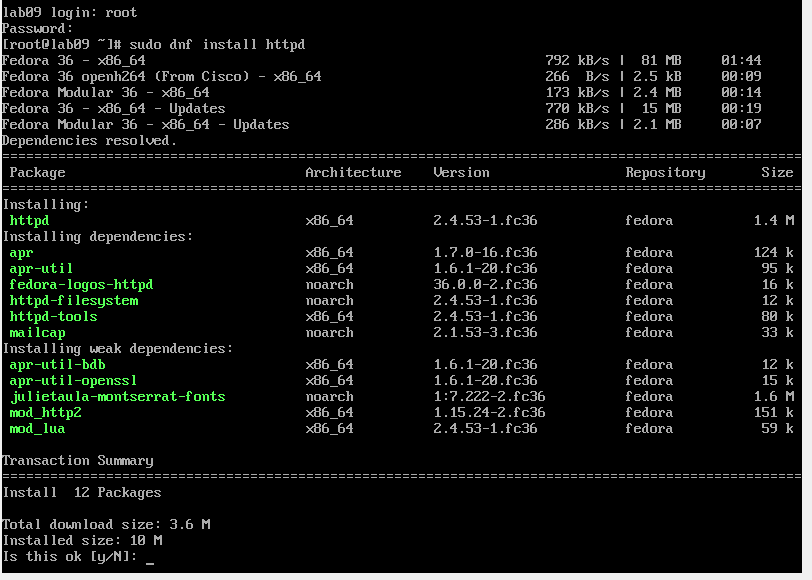 lab09 login: root
Password:
[root@lab09 ~]# sudo dnf install httpd
Fedora 36 - x86_64 792 kB/s | 81 MB 01:44
Fedora 36 openh264 (From Cisco) - x86_64 266 B/s | 2.5 kB 00:09
Fedora Modular 36 - x86_64 173 kB/s | 2.4 MB 00:14
Fedora 36 - x86_64 - Updates 770 kB/s | 15 MB 00:19
Fedora Modular 36 - x86_64 - Updates 286 kB/s | 2.1 MB 00:07
Dependencies resolved.
================================================================================
Package Architecture Version Repository Size
================================================================================
Installing:
httpd x86_64 2.4.53-1.fc36 fedora 1.4 M
Installing dependencies:
apr x86_64 1.7.0-16.fc36 fedora 124 k
apr-util x86_64 1.6.1-20.fc36 fedora 95 k
fedora-logos-httpd noarch 36.0.0-2.fc36 fedora 16 k
httpd-filesystem noarch 2.4.53-1.fc36 fedora 12 k
httpd-tools x86_64 2.4.53-1.fc36 fedora 80 k
mailcap noarch 2.1.53-3.fc36 fedora 33 k
Installing weak dependencies:
apr-util-bdb x86_64 1.6.1-20.fc36 fedora 12 k
apr-util-openssl x86_64 1.6.1-20.fc36 fedora 15 k
julietaula-montserrat-fonts noarch 1:7.222-2.fc36 fedora 1.6 M
mod_http2 x86_64 1.15.24-2.fc36 fedora 151 k
mod_lua x86_64 2.4.53-1.fc36 fedora 59 k
Transaction Summary
================================================================================
Install 12 Packages
Total download size: 3.6 M
Installed size: 10 M
Is this ok [y/N]: _